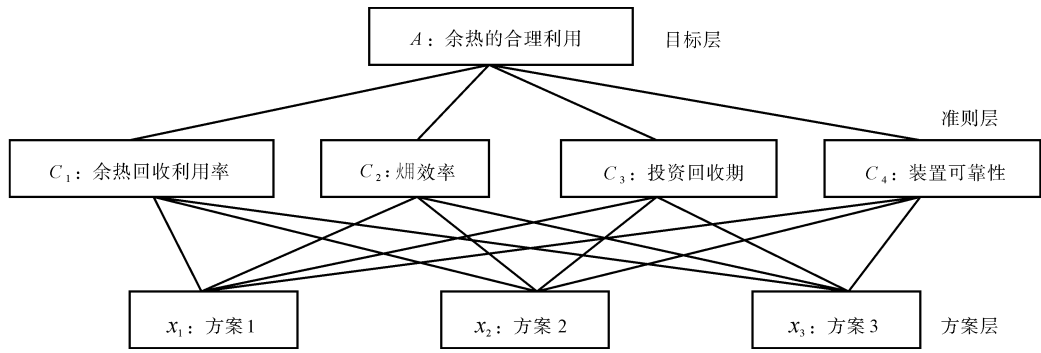 A：余热的合理利用
目标层
准则层
C₁：余热回收利用率
C₂：㶲效率
C₃：投资回收期
C₄：装置可靠性
x₁：方案1
x₂：方案2
x₃：方案3
方案层